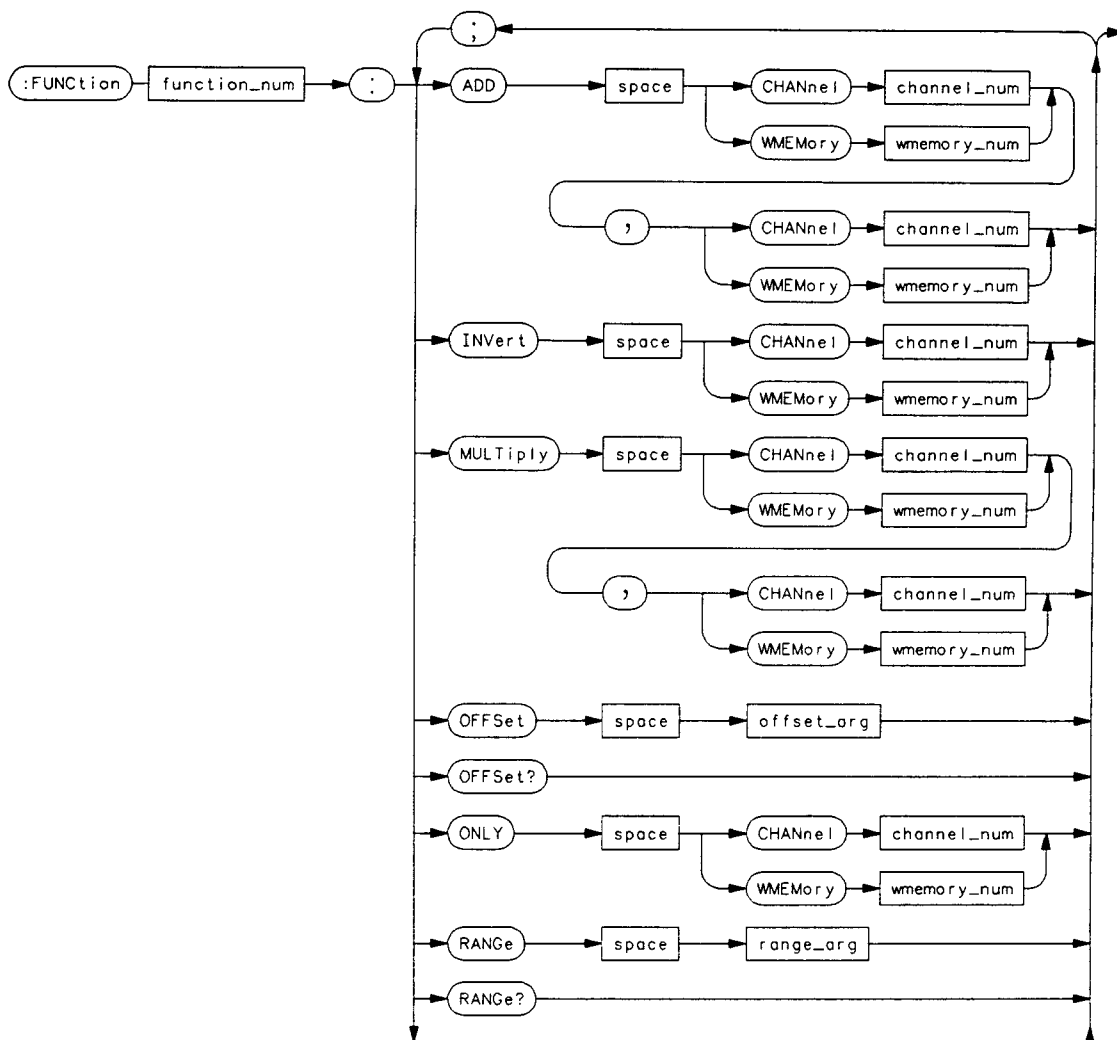 ;
:FUNCtion function_num : ADD space CHANnel channel_num
WMEMory wmemory_num
, CHANnel channel_num
WMEMory wmemory_num
INVert space CHANnel channel_num
WMEMory wmemory_num
MULTiply space CHANnel channel_num
WMEMory wmemory_num
, CHANnel channel_num
WMEMory wmemory_num
OFFSet space offset_arg
OFFSet?
ONLY space CHANnel channel_num
WMEMory wmemory_num
RANGe space range_arg
RANGe?